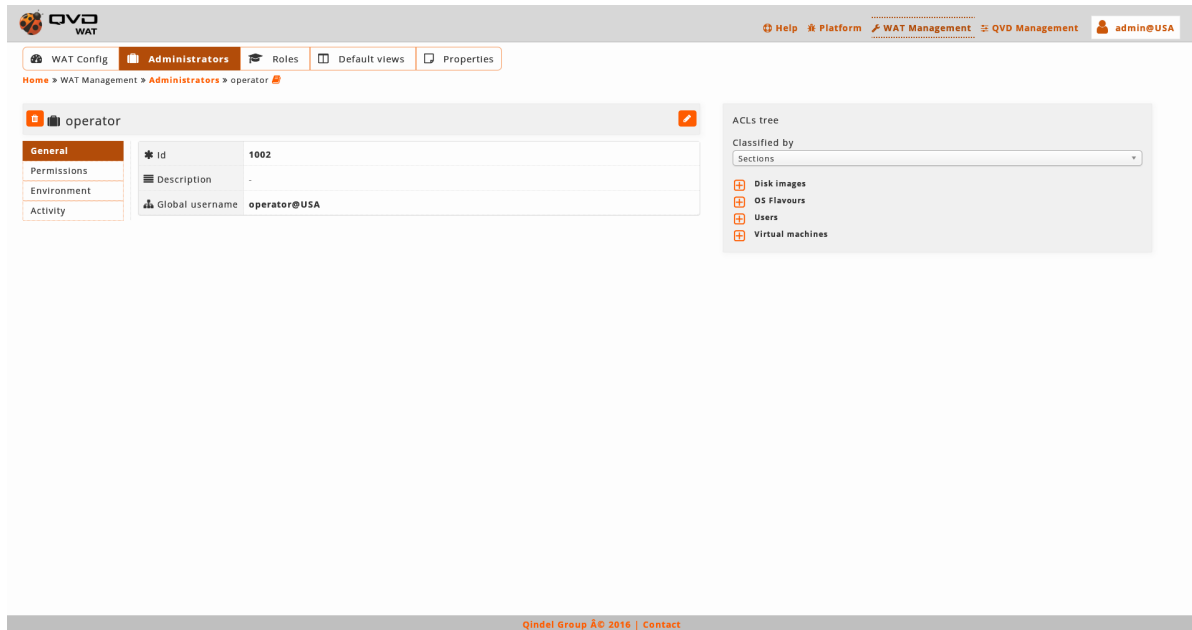 QVD
WAT
Help Platform WAT Management QVD Management admin@USA
WAT Config Administrators Roles Default views Properties
Home » WAT Management » Administrators » operator
operator
General
Permissions
Environment
Activity
Id 1002
Description -
Global username operator@USA
ACLs tree
Classified by
Sections
Disk images
OS Flavours
Users
Virtual machines
Qindel Group Â© 2016 | Contact